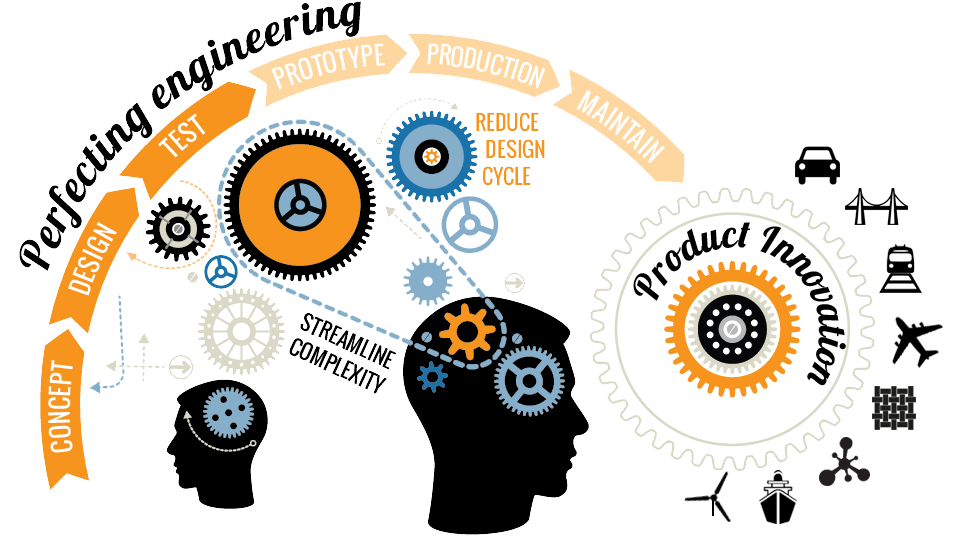 Perfecting engineering
CONCEPT
DESIGN
TEST
PROTOTYPE
PRODUCTION
MAINTAIN
REDUCE
DESIGN
CYCLE
STREAMLINE
COMPLEXITY
Product Innovation